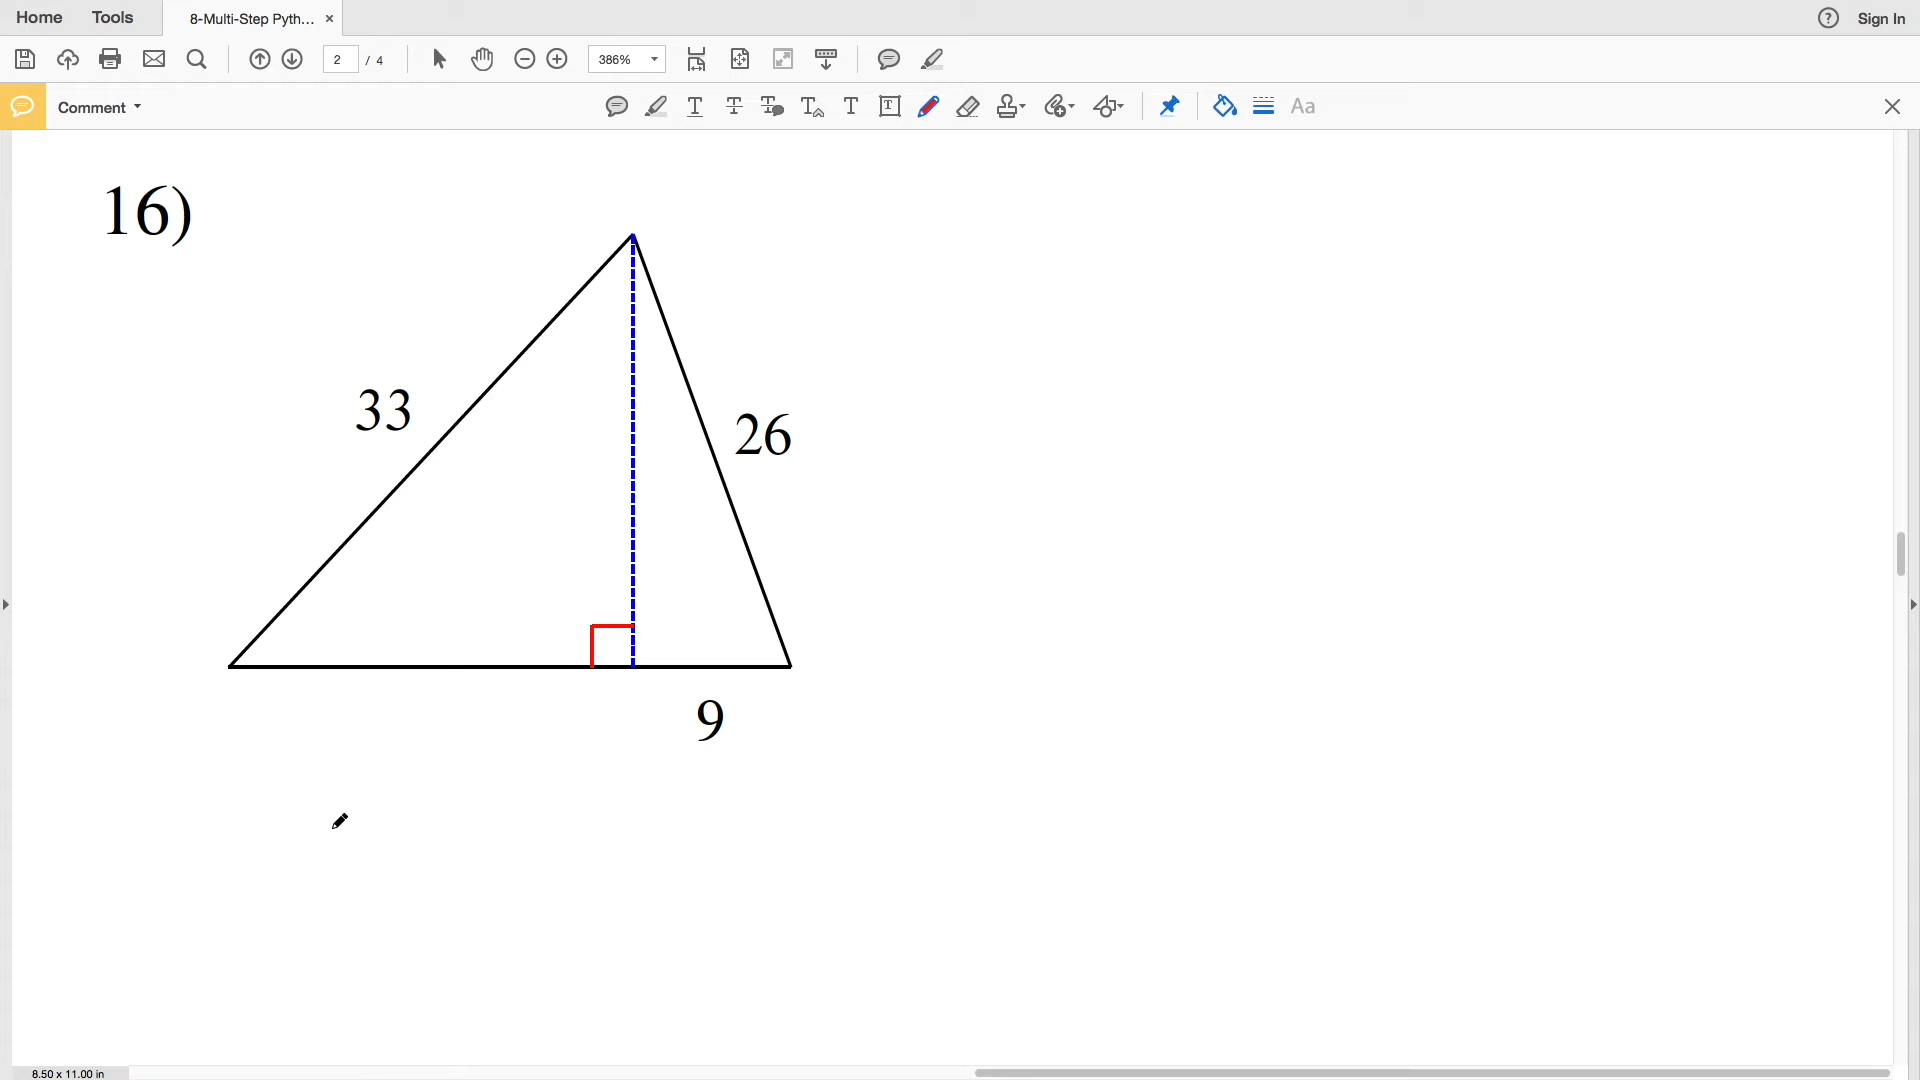 Home Tools 8-Multi-Step Pyth... × ? Sign In
2 / 4 386%
Comment T T T T T T Aa
16)
33
26
9
8.50 x 11.00 in